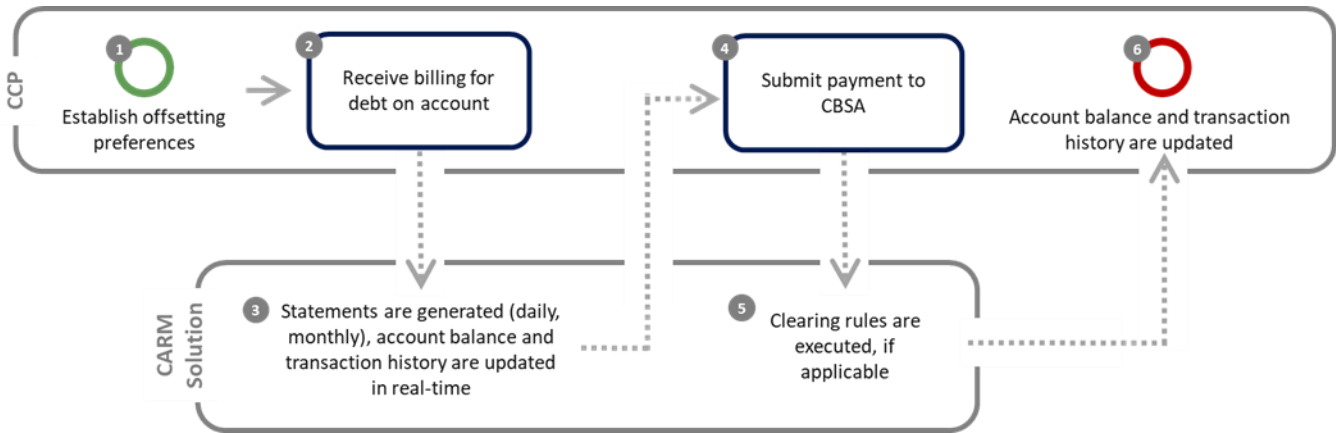 CCP
1
Establish offsetting
preferences
2
Receive billing for
debt on account
4
Submit payment to
CBSA
6
Account balance and transaction
history are updated
CARM
Solution
3
Statements are generated (daily,
monthly), account balance and
transaction history are updated
in real-time
5
Clearing rules are
executed, if
applicable